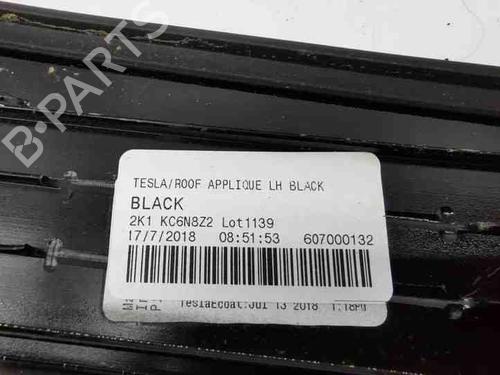 B-PARTS
TESLA/ROOF APPLIQUE LH BLACK
BLACK
2K1 KC6N8Z2 Lot1139
17/7/2018 08:51:53 607000132
TeslaEcoat:Jul 13 2018 1:18PM